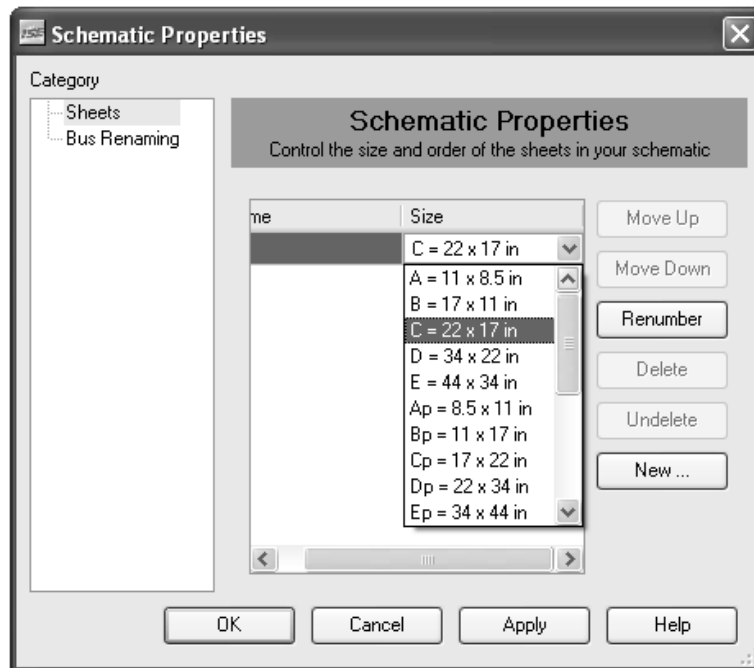 ISE Schematic Properties
Category
Sheets
Bus Renaming
Schematic Properties
Control the size and order of the sheets in your schematic
me Size
C = 22 x 17 in
A = 11 x 8.5 in
B = 17 x 11 in
C = 22 x 17 in
D = 34 x 22 in
E = 44 x 34 in
Ap = 8.5 x 11 in
Bp = 11 x 17 in
Cp = 17 x 22 in
Dp = 22 x 34 in
Ep = 34 x 44 in
Move Up
Move Down
Renumber
Delete
Undelete
New ...
OK Cancel Apply Help